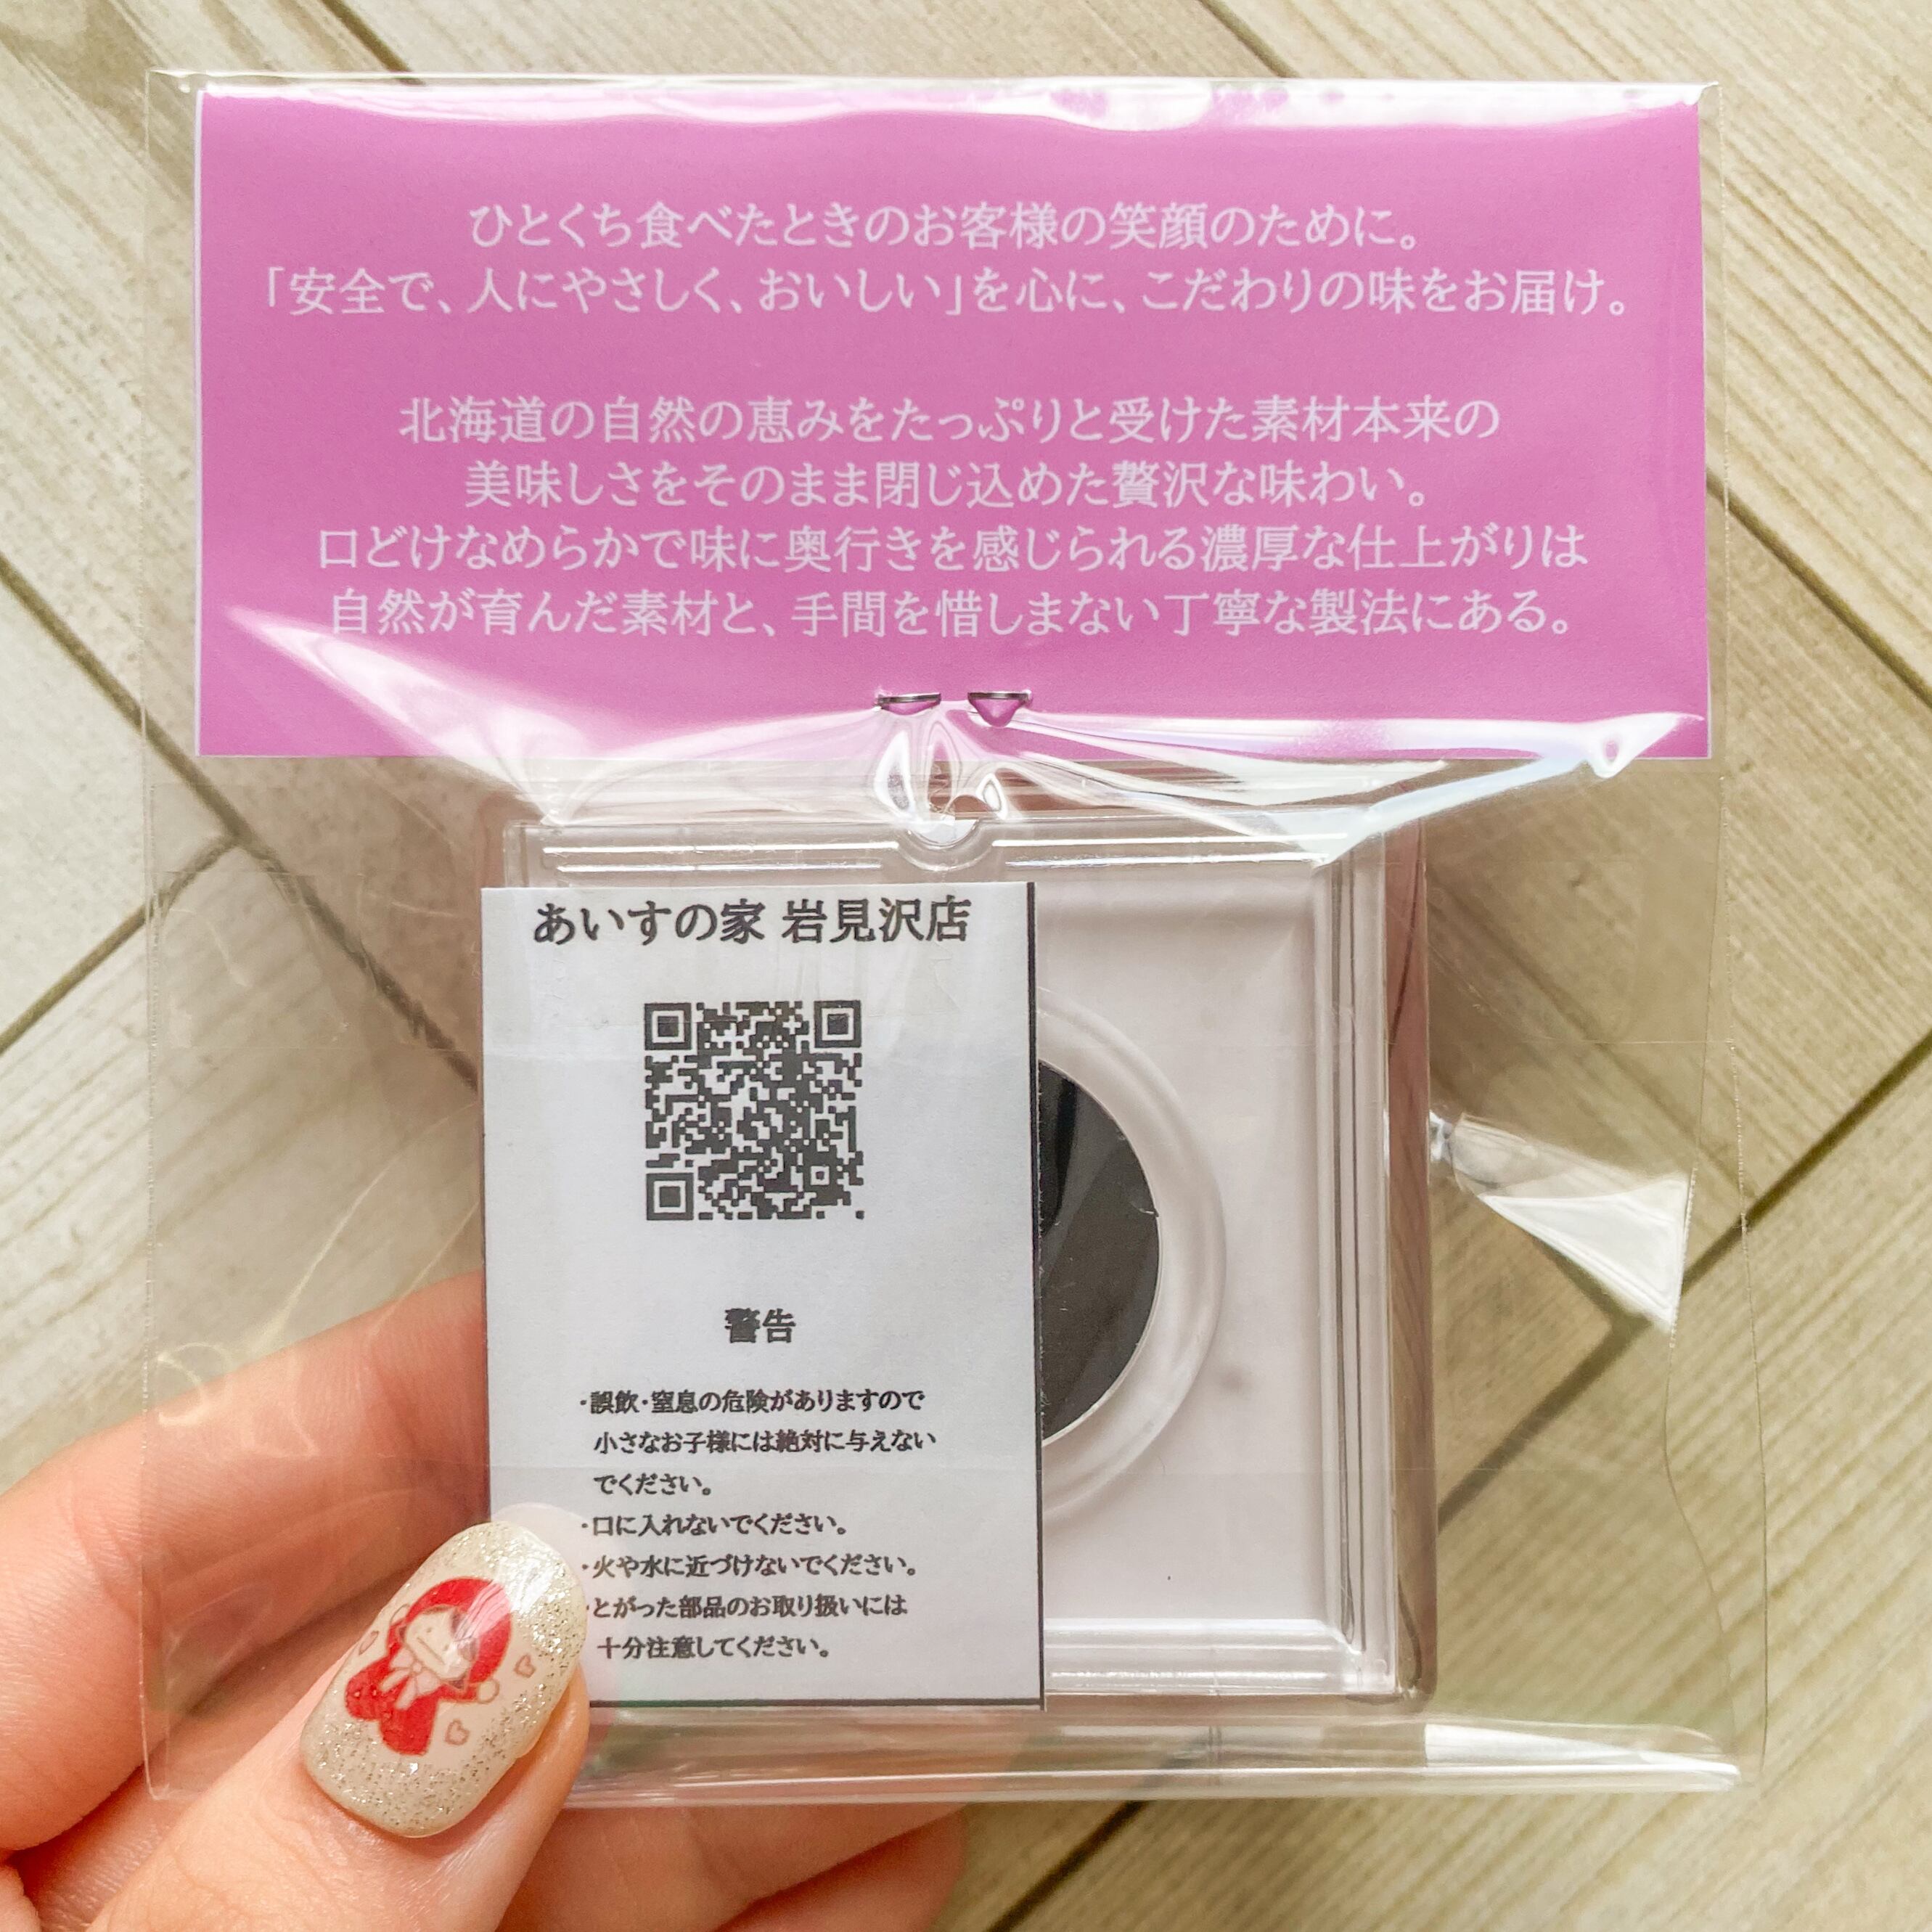 ひとくち食べたときのお客様の笑顔のために。
「安全で、人にやさしく、おいしい」を心に、こだわりの味をお届け。
北海道の自然の恵みをたっぷりと受けた素材本来の
美味しさをそのまま閉じ込めた贅沢な味わい。
口どけなめらかで味に奥行きを感じられる濃厚な仕上がりは
自然が育んだ素材と、手間を惜しまない丁寧な製法にある。
あいすの家 岩見沢店
警告
・誤飲・窒息の危険がありますので
小さなお子様には絶対に与えない
でください。
・口に入れないでください。
・火や水に近づけないでください。
・とがった部品のお取り扱いには
十分注意してください。